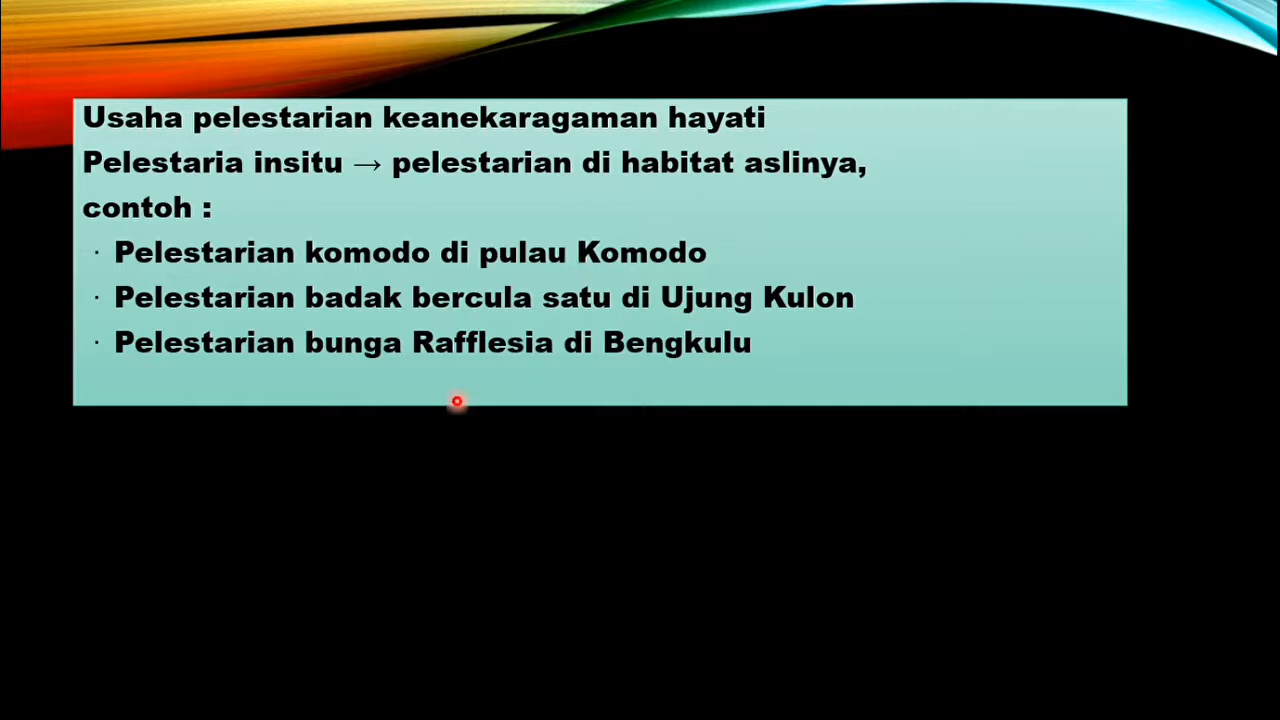 Usaha pelestarian keanekaragaman hayati
Pelestaria insitu → pelestarian di habitat aslinya,
contoh :
· Pelestarian komodo di pulau Komodo
· Pelestarian badak bercula satu di Ujung Kulon
· Pelestarian bunga Rafflesia di Bengkulu